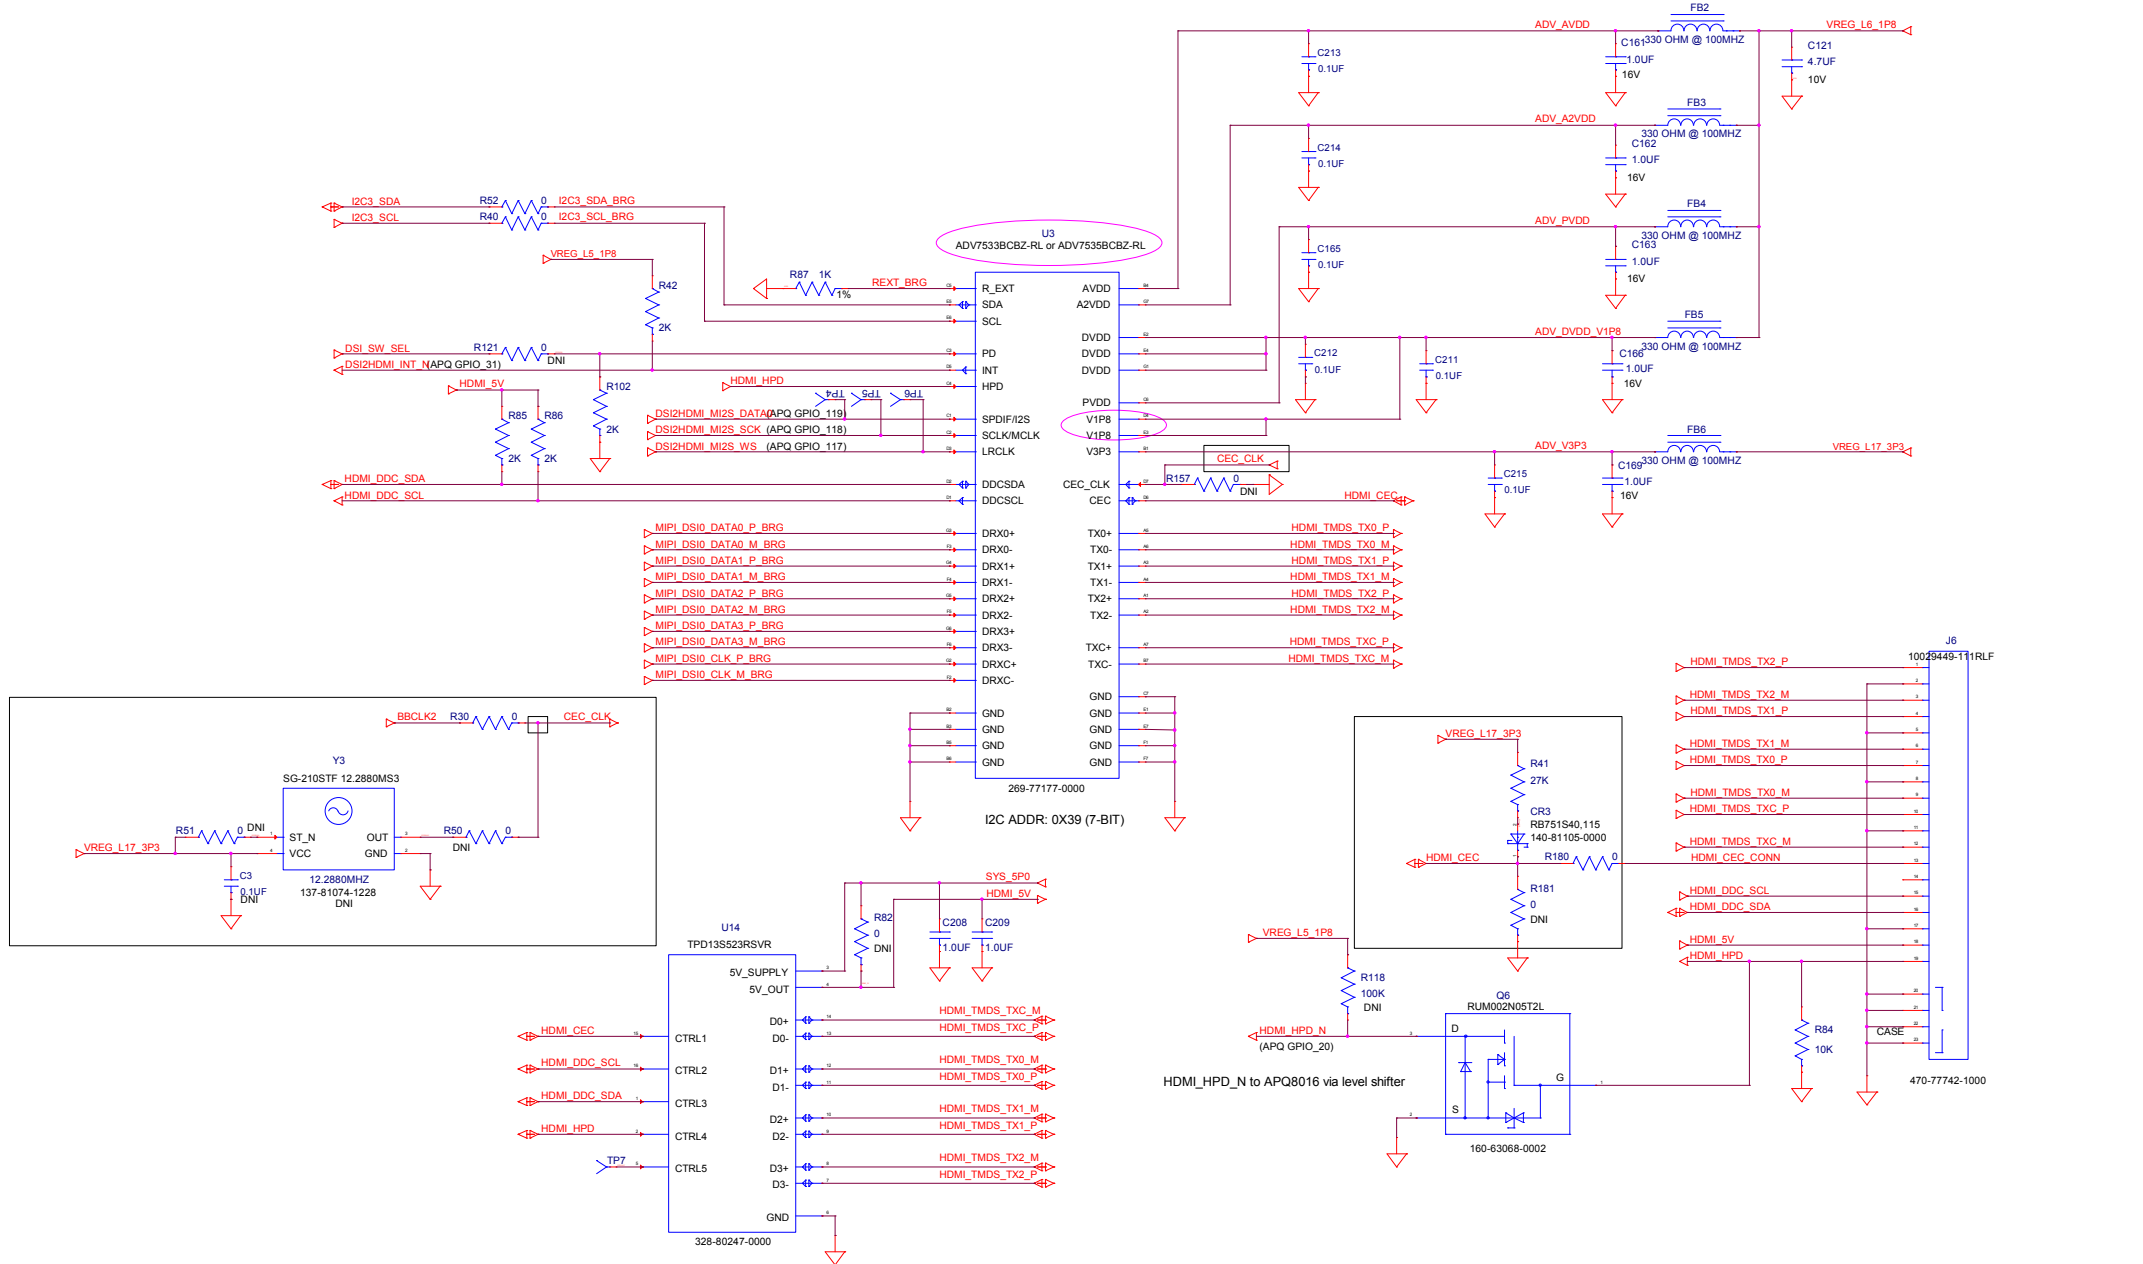 FB2
ADV_AVDD
VREG_L6_1P8
C161
330 OHM @ 100MHZ
C121
C213
1.0UF
4.7UF
0.1UF
16V
10V
FB3
ADV_A2VDD
330 OHM @ 100MHZ
C214
C162
0.1UF
1.0UF
16V
I2C3_SDA
R52
0
I2C3_SDA_BRG
I2C3_SCL
R40
0
I2C3_SCL_BRG
FB4
ADV_PVDD
330 OHM @ 100MHZ
C165
C163
0.1UF
1.0UF
16V
U3
ADV7533BCBZ-RL or ADV7535BCBZ-RL
VREG_L5_1P8
R42
2K
R87 1K
1%
REXT_BRG
R_EXT
SDA
SCL
PD
INT
HPD
SPDIF/I2S
SCLK/MCLK
LRCLK
DDCSDA
DDCSCL
DRX0+
DRX0-
DRX1+
DRX1-
DRX2+
DRX2-
DRX3+
DRX3-
DRXC+
DRXC-
GND
GND
GND
GND
AVDD
A2VDD
DVDD
DVDD
DVDD
PVDD
V1P8
V1P8
V3P3
CEC_CLK
CEC
TX0+
TX0-
TX1+
TX1-
TX2+
TX2-
TXC+
TXC-
GND
GND
GND
GND
GND
269-77177-0000
I2C ADDR: 0X39 (7-BIT)
FB5
ADV_DVDD_V1P8
330 OHM @ 100MHZ
C212
0.1UF
C211
0.1UF
C166
1.0UF
16V
DSI_SW_SEL
R121
0
DNI
DSI2HDMI_INT_N
(APQ GPIO_31)
HDMI_5V
R102
2K
HDMI_HPD
TP4
TP5
TP6
R85
2K
R86
2K
DSI2HDMI_MI2S_DATA0
(APQ GPIO_119)
DSI2HDMI_MI2S_SCK
(APQ GPIO_118)
DSI2HDMI_MI2S_WS
(APQ GPIO_117)
FB6
ADV_V3P3
VREG_L17_3P3
330 OHM @ 100MHZ
C215
0.1UF
C169
1.0UF
16V
CEC_CLK
R157
0
DNI
HDMI_CEC
HDMI_DDC_SDA
HDMI_DDC_SCL
MIPI_DSI0_DATA0_P_BRG
MIPI_DSI0_DATA0_M_BRG
MIPI_DSI0_DATA1_P_BRG
MIPI_DSI0_DATA1_M_BRG
MIPI_DSI0_DATA2_P_BRG
MIPI_DSI0_DATA2_M_BRG
MIPI_DSI0_DATA3_P_BRG
MIPI_DSI0_DATA3_M_BRG
MIPI_DSI0_CLK_P_BRG
MIPI_DSI0_CLK_M_BRG
HDMI_TMDS_TX0_P
HDMI_TMDS_TX0_M
HDMI_TMDS_TX1_P
HDMI_TMDS_TX1_M
HDMI_TMDS_TX2_P
HDMI_TMDS_TX2_M
HDMI_TMDS_TXC_P
HDMI_TMDS_TXC_M
BBCLK2
R30
0
CEC_CLK
Y3
SG-210STF 12.2880MS3
ST_N
VCC
OUT
GND
12.2880MHZ
137-81074-1228
DNI
R51
0
DNI
R50
0
DNI
VREG_L17_3P3
C3
0.1UF
DNI
SYS_5P0
HDMI_5V
R82
0
DNI
C208
1.0UF
C209
1.0UF
U14
TPD13S523RSVR
5V_SUPPLY
5V_OUT
D0+
D0-
D1+
D1-
D2+
D2-
D3+
D3-
GND
CTRL1
CTRL2
CTRL3
CTRL4
CTRL5
328-80247-0000
HDMI_CEC
HDMI_DDC_SCL
HDMI_DDC_SDA
HDMI_HPD
TP7
HDMI_TMDS_TXC_M
HDMI_TMDS_TXC_P
HDMI_TMDS_TX0_M
HDMI_TMDS_TX0_P
HDMI_TMDS_TX1_M
HDMI_TMDS_TX1_P
HDMI_TMDS_TX2_M
HDMI_TMDS_TX2_P
VREG_L17_3P3
R41
27K
CR3
RB751S40,115
140-81105-0000
HDMI_CEC
R180
0
R181
0
DNI
VREG_L5_1P8
R118
100K
DNI
HDMI_HPD_N
(APQ GPIO_20)
HDMI_HPD_N to APQ8016 via level shifter
Q6
RUM002N05T2L
D
G
S
160-63068-0002
J6
10029449-111RLF
HDMI_TMDS_TX2_P
HDMI_TMDS_TX2_M
HDMI_TMDS_TX1_P
HDMI_TMDS_TX1_M
HDMI_TMDS_TX0_P
HDMI_TMDS_TX0_M
HDMI_TMDS_TXC_P
HDMI_TMDS_TXC_M
HDMI_CEC_CONN
HDMI_DDC_SCL
HDMI_DDC_SDA
HDMI_5V
HDMI_HPD
R84
10K
CASE
470-77742-1000